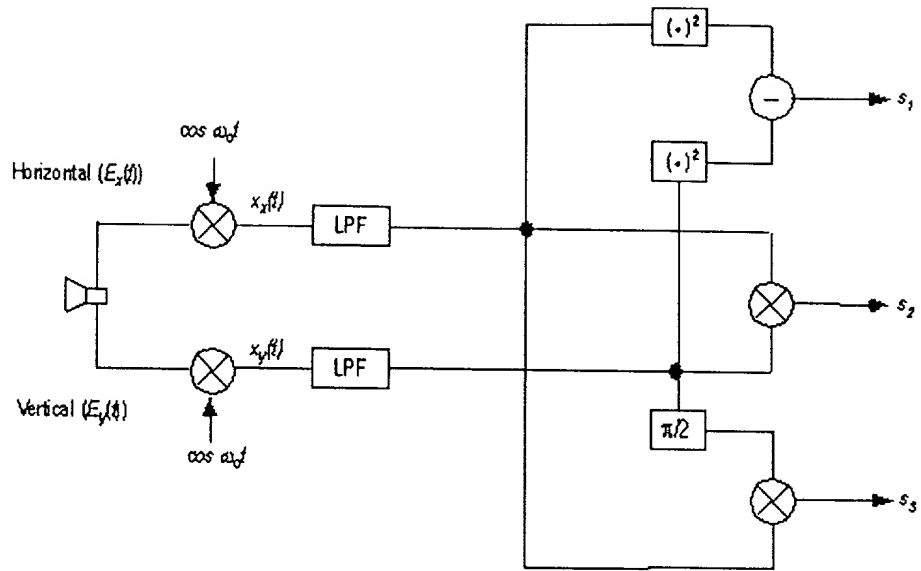 (.)²
−
s₁
cos ω₀t
(.)²
Horizontal (Eₓ(t))
xₓ(t)
LPF
s₂
x_y(t)
LPF
Vertical (E_y(t)
cos ω₀t
π/2
s₃